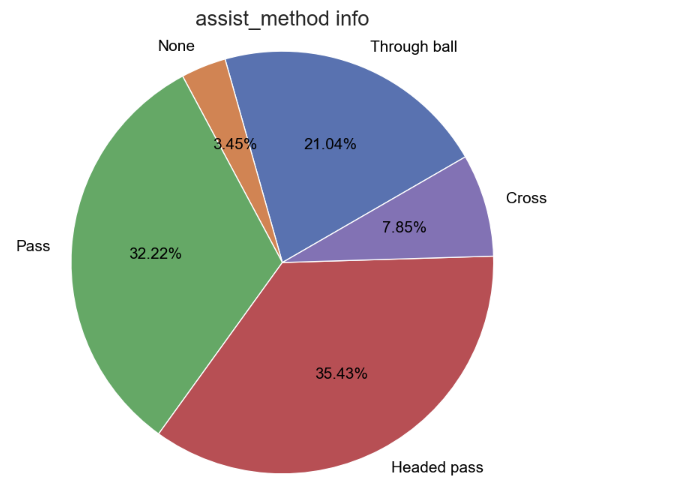 assist_method info
None
Through ball
3.45%
21.04%
Cross
7.85%
Pass
32.22%
35.43%
Headed pass